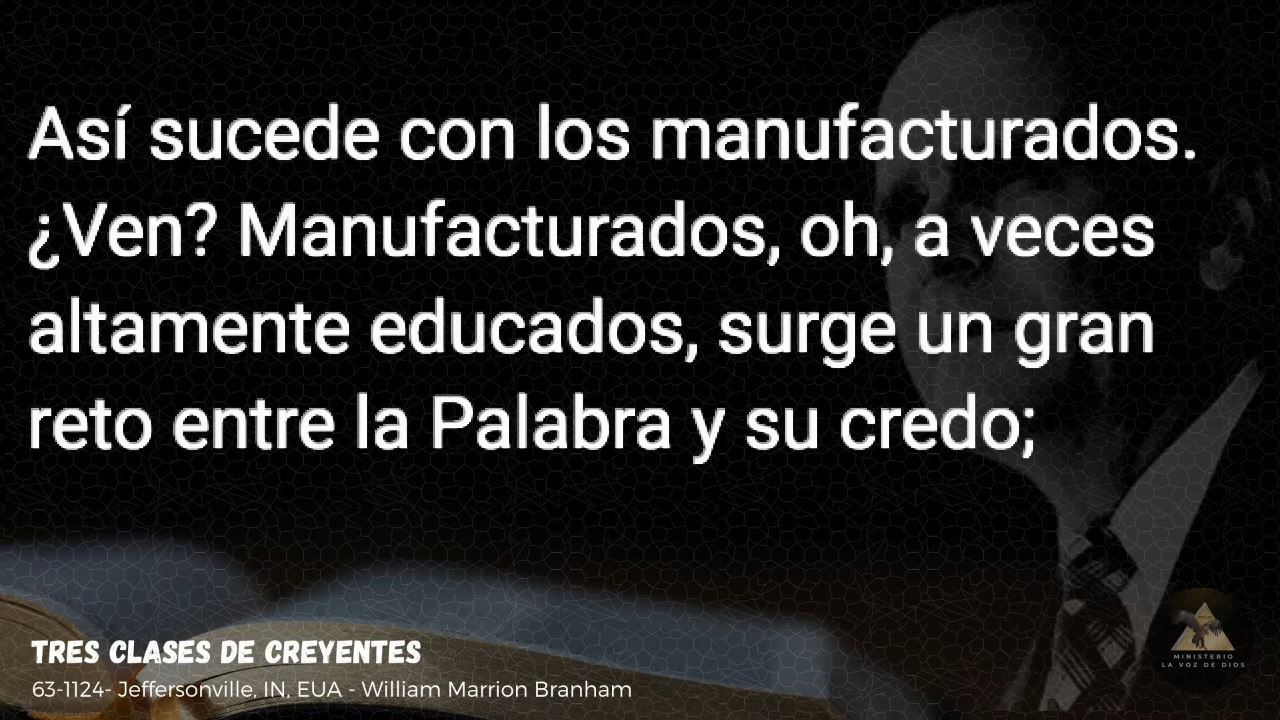 Así sucede con los manufacturados.
¿Ven? Manufacturados, oh, a veces
altamente educados, surge un gran
reto entre la Palabra y su credo;
TRES CLASES DE CREYENTES
63-1124- Jeffersonville, IN, EUA - William Marrion Branham
MINISTERIO
LA VOZ DE DIOS